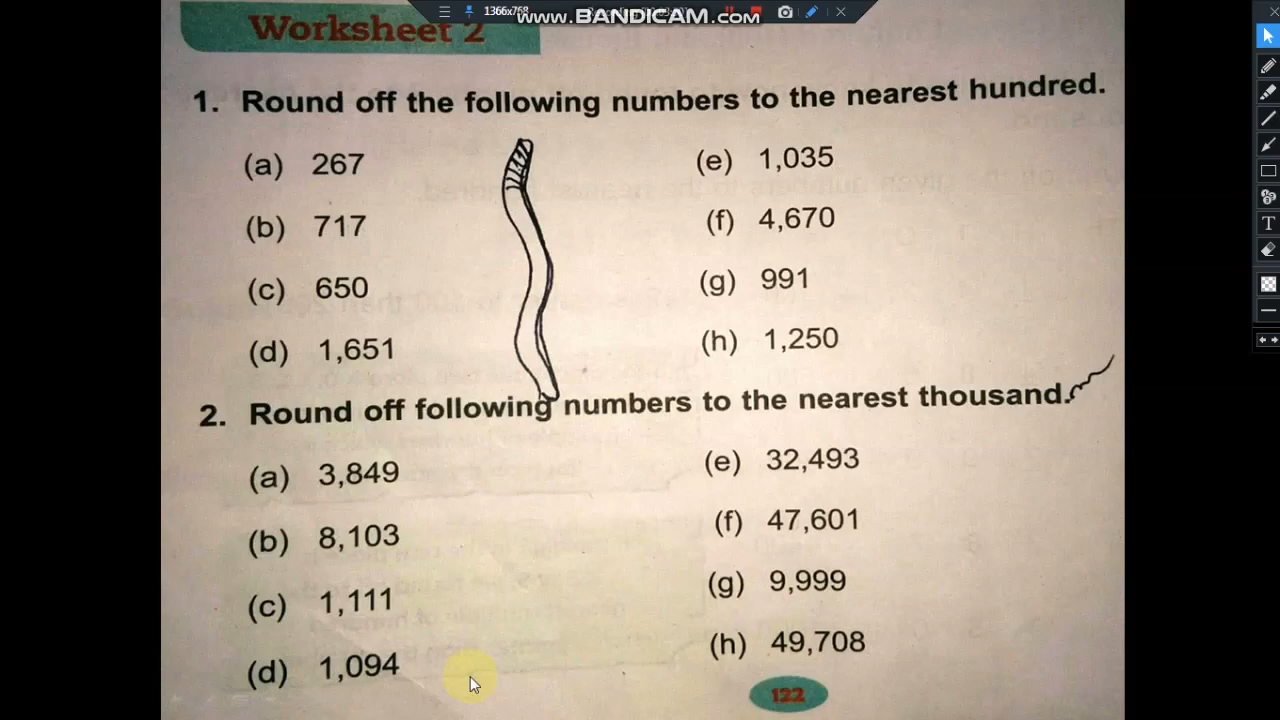 1366x768
www.BANDICAM.com
Worksheet 2
1. Round off the following numbers to the nearest hundred.
(a) 267
(b) 717
(c) 650
(d) 1,651
(e) 1,035
(f) 4,670
(g) 991
(h) 1,250
2. Round off following numbers to the nearest thousand.
(a) 3,849
(b) 8,103
(c) 1,111
(d) 1,094
(e) 32,493
(f) 47,601
(g) 9,999
(h) 49,708
122